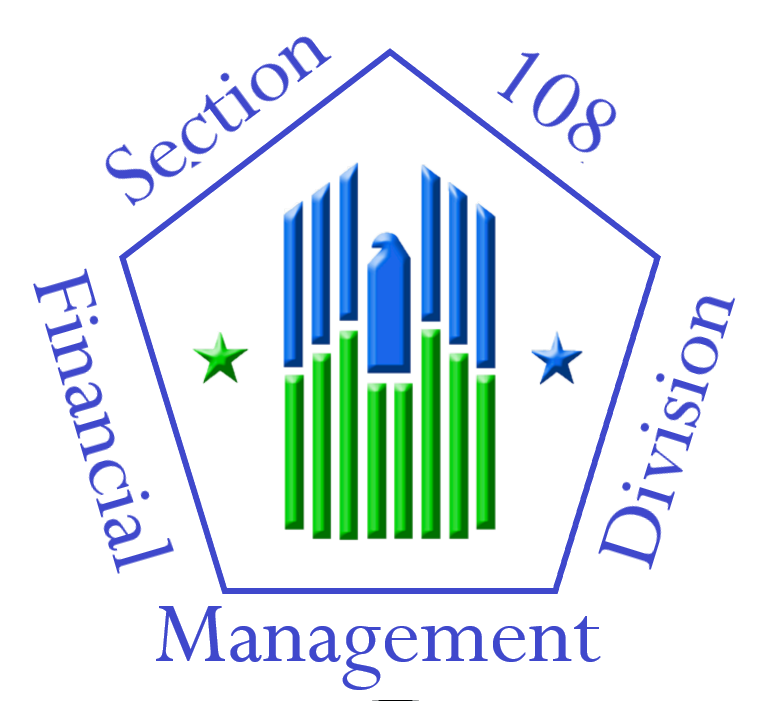 Section 108
Financial
Management
Division